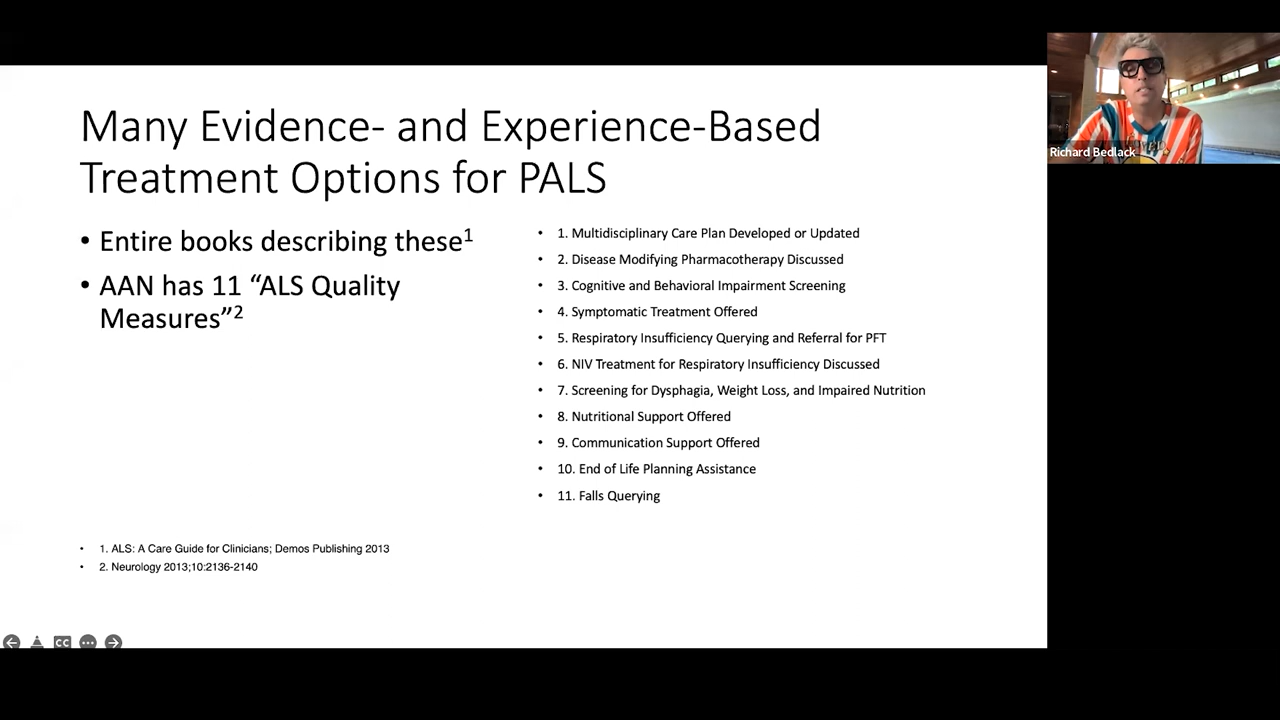 Many Evidence- and Experience-Based
Treatment Options for PALS
• Entire books describing these1
• AAN has 11 “ALS Quality
Measures”2
• 1. Multidisciplinary Care Plan Developed or Updated
• 2. Disease Modifying Pharmacotherapy Discussed
• 3. Cognitive and Behavioral Impairment Screening
• 4. Symptomatic Treatment Offered
• 5. Respiratory Insufficiency Querying and Referral for PFT
• 6. NIV Treatment for Respiratory Insufficiency Discussed
• 7. Screening for Dysphagia, Weight Loss, and Impaired Nutrition
• 8. Nutritional Support Offered
• 9. Communication Support Offered
• 10. End of Life Planning Assistance
• 11. Falls Querying
• 1. ALS: A Care Guide for Clinicians; Demos Publishing 2013
• 2. Neurology 2013;10:2136-2140
CC
Richard Bedlack